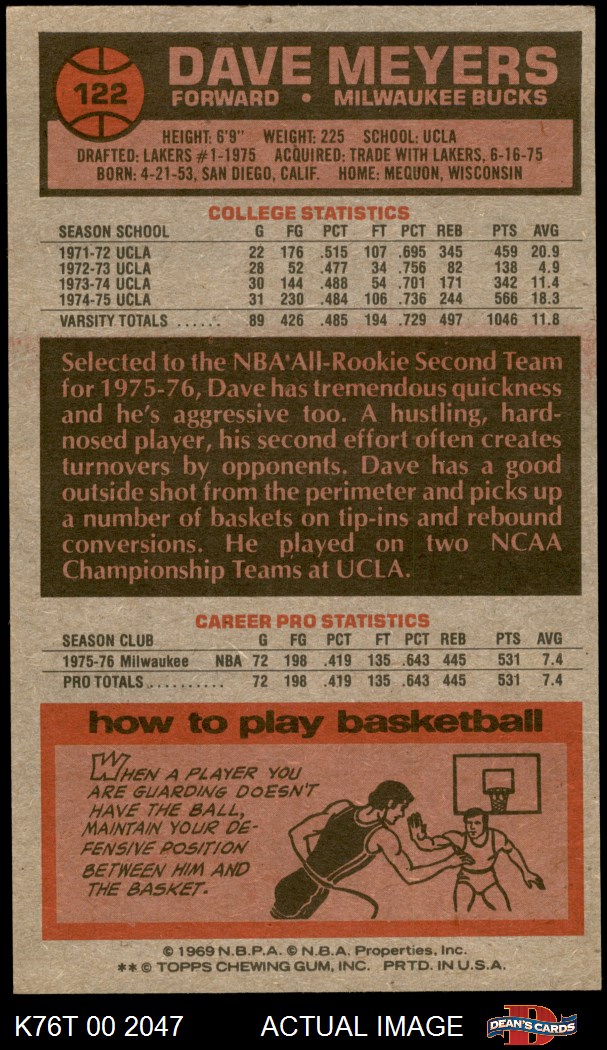 122
DAVE MEYERS
FORWARD • MILWAUKEE BUCKS
HEIGHT: 6'9" WEIGHT: 225 SCHOOL: UCLA
DRAFTED: LAKERS #1-1975 ACQUIRED: TRADE WITH LAKERS, 6-16-75
BORN: 4-21-53, SAN DIEGO, CALIF. HOME: MEQUON, WISCONSIN
COLLEGE STATISTICS
SEASON SCHOOL G FG PCT FT PCT REB PTS AVG
1971-72 UCLA 22 176 .515 107 .695 345 459 20.9
1972-73 UCLA 28 52 .477 34 .756 82 138 4.9
1973-74 UCLA 30 144 .488 54 .701 171 342 11.4
1974-75 UCLA 31 230 .484 106 .736 244 566 18.3
VARSITY TOTALS ...... 89 426 .485 194 .729 497 1046 11.8
Selected to the NBA All-Rookie Second Team
for 1975-76, Dave has tremendous quickness
and he's aggressive too. A hustling, hard-
nosed player, his second effort often creates
turnovers by opponents. Dave has a good
outside shot from the perimeter and picks up
a number of baskets on tip-ins and rebound
conversions. He played on two NCAA
Championship Teams at UCLA.
CAREER PRO STATISTICS
SEASON CLUB G FG PCT FT PCT REB PTS AVG
1975-76 Milwaukee NBA 72 198 .419 135 .643 445 531 7.4
PRO TOTALS.......... 72 198 .419 135 .643 445 531 7.4
how to play basketball
WHEN A PLAYER YOU
ARE GUARDING DOESN'T
HAVE THE BALL,
MAINTAIN YOUR DE-
FENSIVE POSITION
BETWEEN HIM AND
THE BASKET.
© 1969 N.B.P.A. © N.B.A. Properties, Inc.
** © TOPPS CHEWING GUM, INC. PRTD. IN U.S.A.
K76T 00 2047 ACTUAL IMAGE
D
DEAN'S CARDS